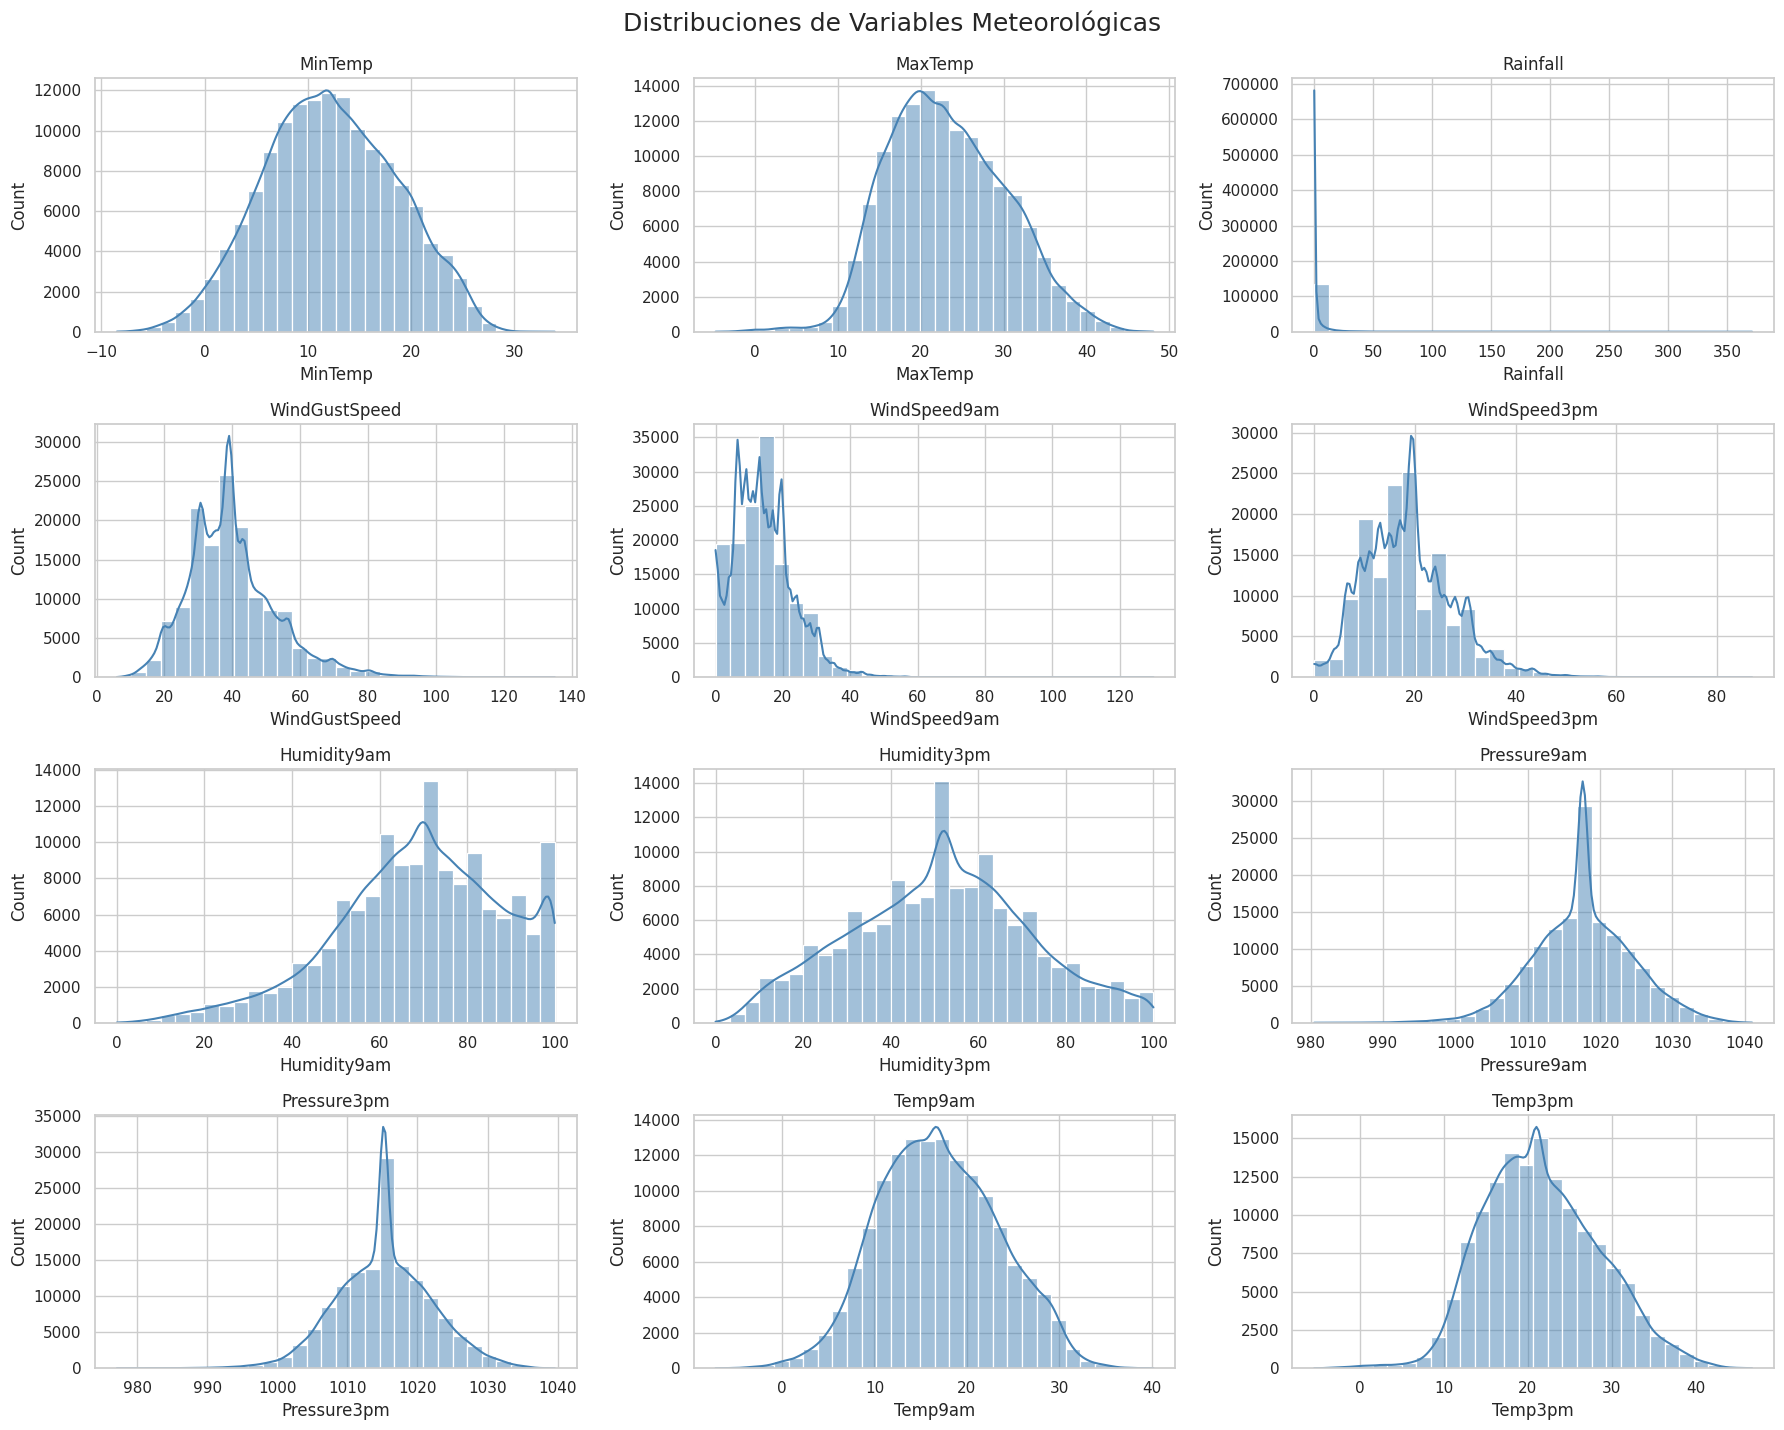 Distribuciones de Variables Meteorológicas
MinTemp
Count
12000
10000
8000
6000
4000
2000
0
−10 0 10 20 30
MinTemp
MaxTemp
Count
14000
12000
10000
8000
6000
4000
2000
0
0 10 20 30 40 50
MaxTemp
Rainfall
Count
700000
600000
500000
400000
300000
200000
100000
0
0 50 100 150 200 250 300 350
Rainfall
WindGustSpeed
Count
30000
25000
20000
15000
10000
5000
0
0 20 40 60 80 100 120 140
WindGustSpeed
WindSpeed9am
Count
35000
30000
25000
20000
15000
10000
5000
0
0 20 40 60 80 100 120
WindSpeed9am
WindSpeed3pm
Count
30000
25000
20000
15000
10000
5000
0
0 20 40 60 80
WindSpeed3pm
Humidity9am
Count
14000
12000
10000
8000
6000
4000
2000
0
0 20 40 60 80 100
Humidity9am
Humidity3pm
Count
14000
12000
10000
8000
6000
4000
2000
0
0 20 40 60 80 100
Humidity3pm
Pressure9am
Count
30000
25000
20000
15000
10000
5000
0
980 990 1000 1010 1020 1030 1040
Pressure9am
Pressure3pm
Count
35000
30000
25000
20000
15000
10000
5000
0
980 990 1000 1010 1020 1030 1040
Pressure3pm
Temp9am
Count
14000
12000
10000
8000
6000
4000
2000
0
0 10 20 30 40
Temp9am
Temp3pm
Count
15000
12500
10000
7500
5000
2500
0
0 10 20 30 40
Temp3pm